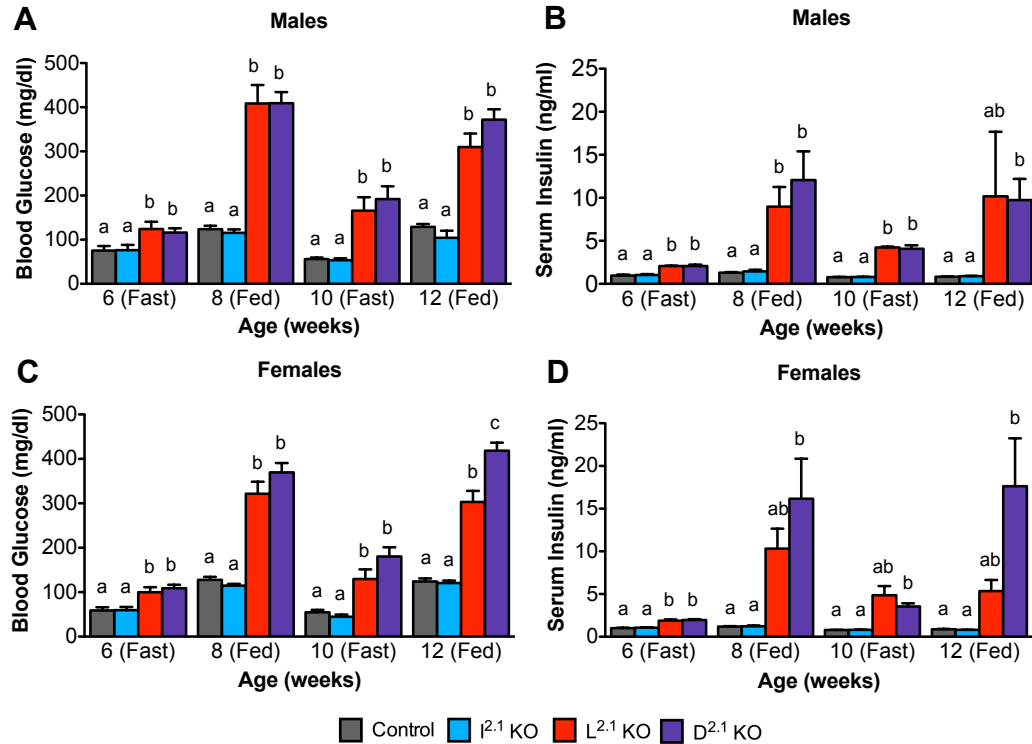 A
Males
Blood Glucose (mg/dl)
500
400
300
200
100
0
a a b b
a a b b
a a b b
a a b b
6 (Fast) 8 (Fed) 10 (Fast) 12 (Fed)
Age (weeks)
B
Males
Serum Insulin (ng/ml)
25
20
15
10
5
0
a a b b
a a b b
a a b b
a a ab b
6 (Fast) 8 (Fed) 10 (Fast) 12 (Fed)
Age (weeks)
C
Females
Blood Glucose (mg/dl)
500
400
300
200
100
0
a a b b
a a b b
a a b b
a a b c
6 (Fast) 8 (Fed) 10 (Fast) 12 (Fed)
Age (weeks)
D
Females
Serum Insulin (ng/ml)
25
20
15
10
5
0
a a b b
a a ab b
a a ab b
a a ab b
6 (Fast) 8 (Fed) 10 (Fast) 12 (Fed)
Age (weeks)
Control I²·¹ KO L²·¹ KO D²·¹ KO